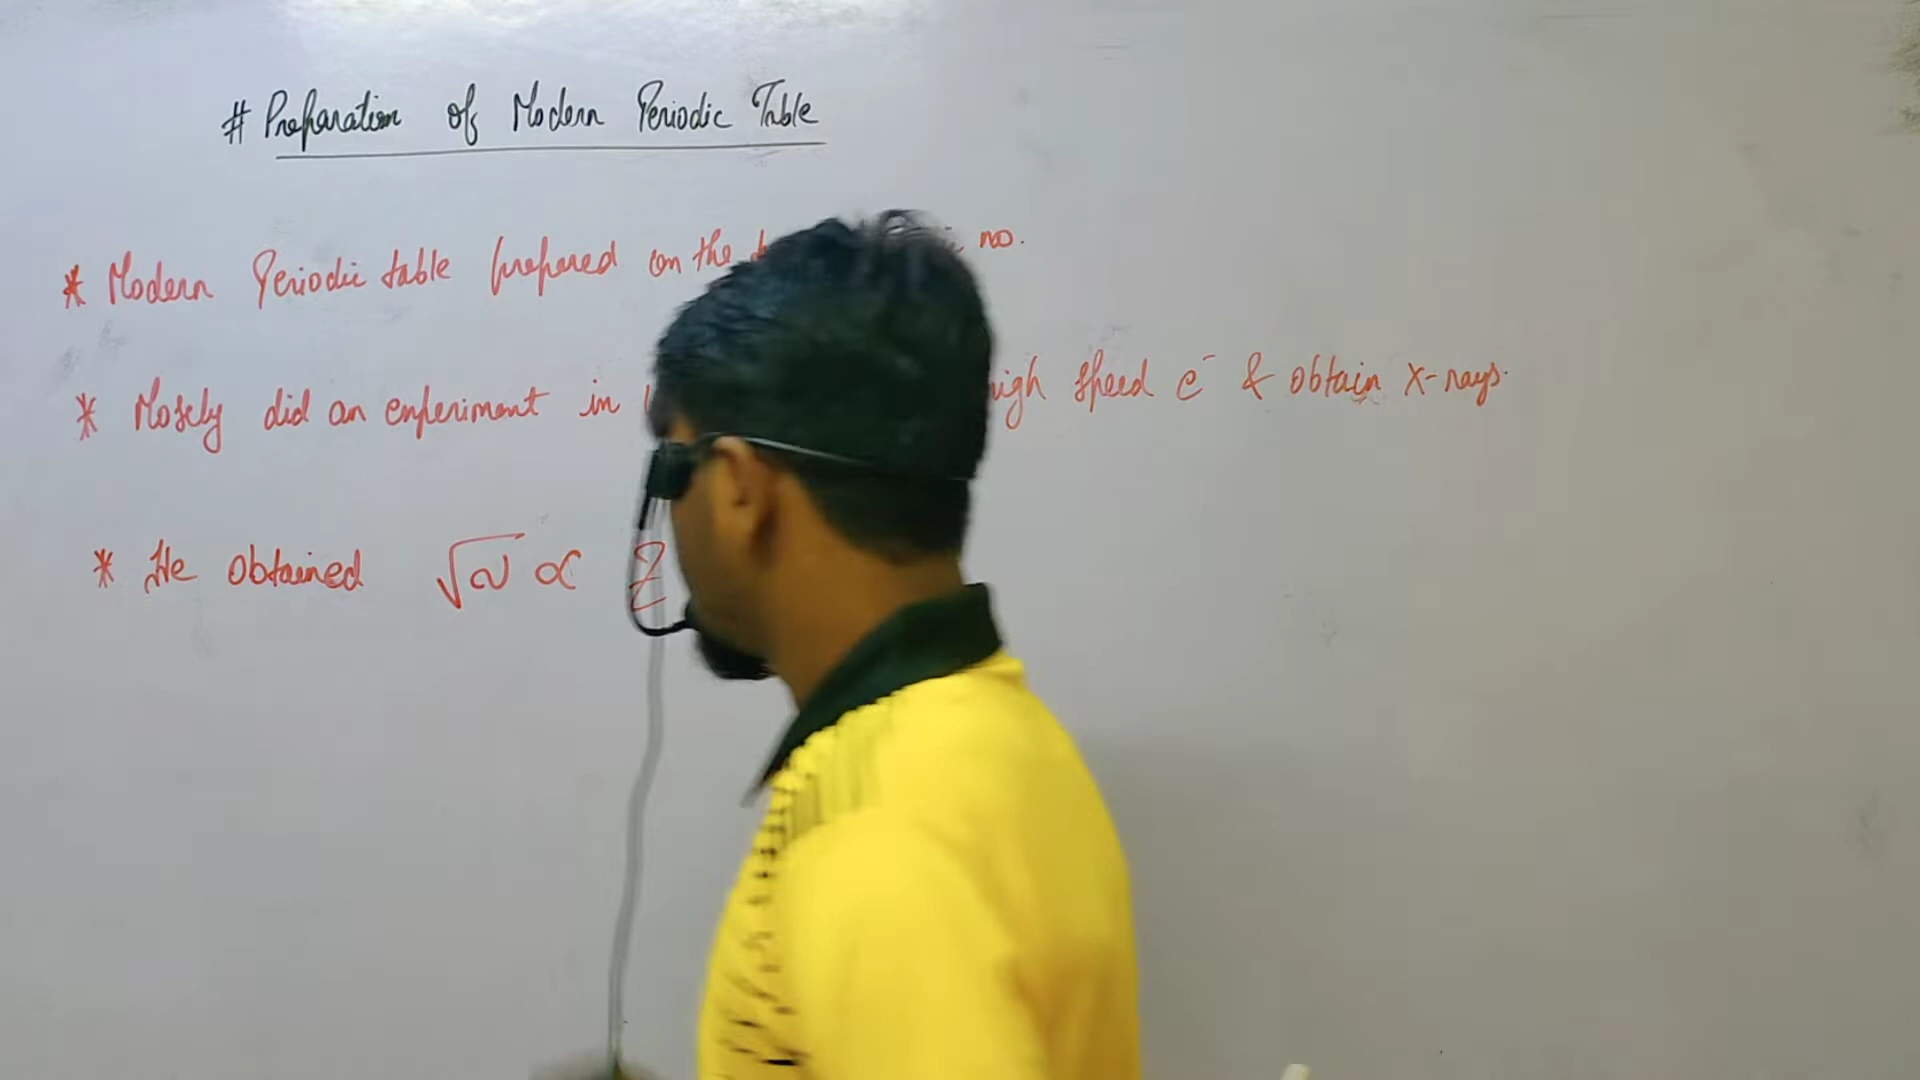 # Preparation of Modern Periodic Table
* Modern Periodic table prepared on the no.
* Mosely did an experiment in high speed e⁻ & obtain x-rays.
* He obtained √ν ∝ Z